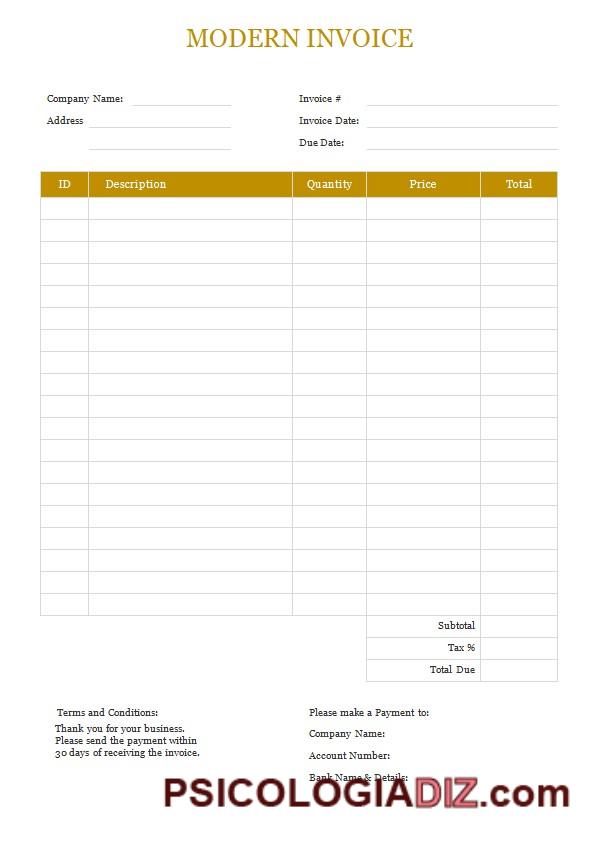 MODERN INVOICE
Company Name:
Address
Invoice #
Invoice Date:
Due Date:
ID Description Quantity Price Total
Subtotal
Tax %
Total Due
Terms and Conditions:
Thank you for your business.
Please send the payment within
30 days of receiving the invoice.
Please make a Payment to:
Company Name:
Account Number:
Bank Name & Details:
PSICOLOGIADIZ.com